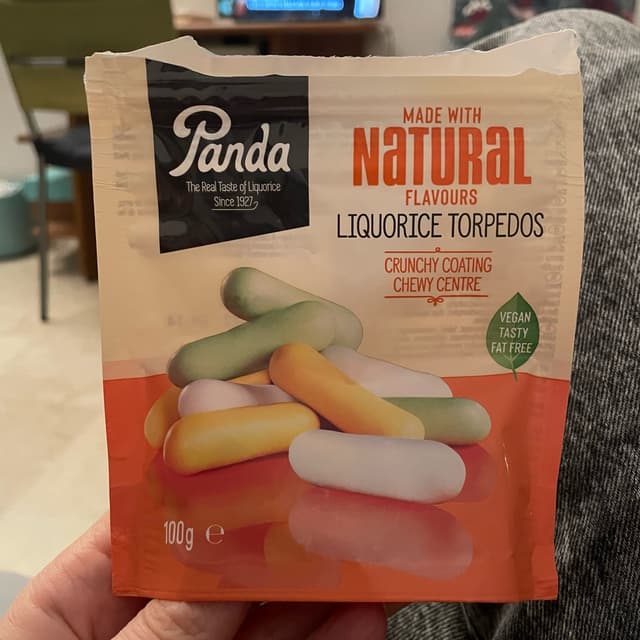 Panda
The Real Taste of Liquorice
Since 1927
MADE WITH
NATURAL
FLAVOURS
LIQUORICE TORPEDOS
CRUNCHY COATING
CHEWY CENTRE
VEGAN
TASTY
FAT FREE
100g ℮